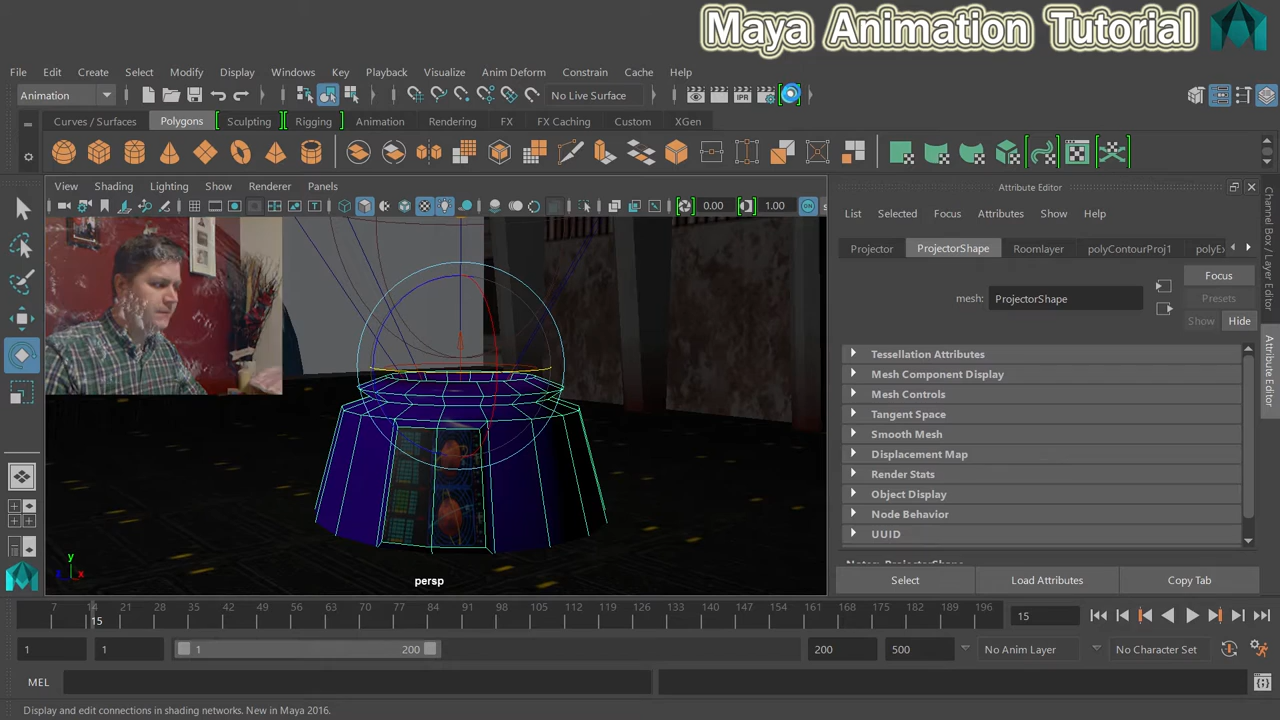 Maya Animation Tutorial
File Edit Create Select Modify Display Windows Key Playback Visualize Anim Deform Constrain Cache Help
Animation No Live Surface
Curves / Surfaces Polygons Sculpting Rigging Animation Rendering FX FX Caching Custom XGen
View Shading Lighting Show Renderer Panels
0.00 1.00
Attribute Editor
List Selected Focus Attributes Show Help
Projector ProjectorShape Roomlayer polyContourProj1 polyEx
Focus
mesh: ProjectorShape Presets
Show Hide
Tessellation Attributes
Mesh Component Display
Mesh Controls
Tangent Space
Smooth Mesh
Displacement Map
Render Stats
Object Display
Node Behavior
UUID
Select Load Attributes Copy Tab
Channel Box / Layer Editor
Attribute Editor
y
z x
persp
7 14 21 28 35 42 49 56 63 70 77 84 91 98 105 112 119 126 133 140 147 154 161 168 175 182 189 196
15 15
1 1 1 200 200 500 No Anim Layer No Character Set
MEL
Display and edit connections in shading networks. New in Maya 2016.